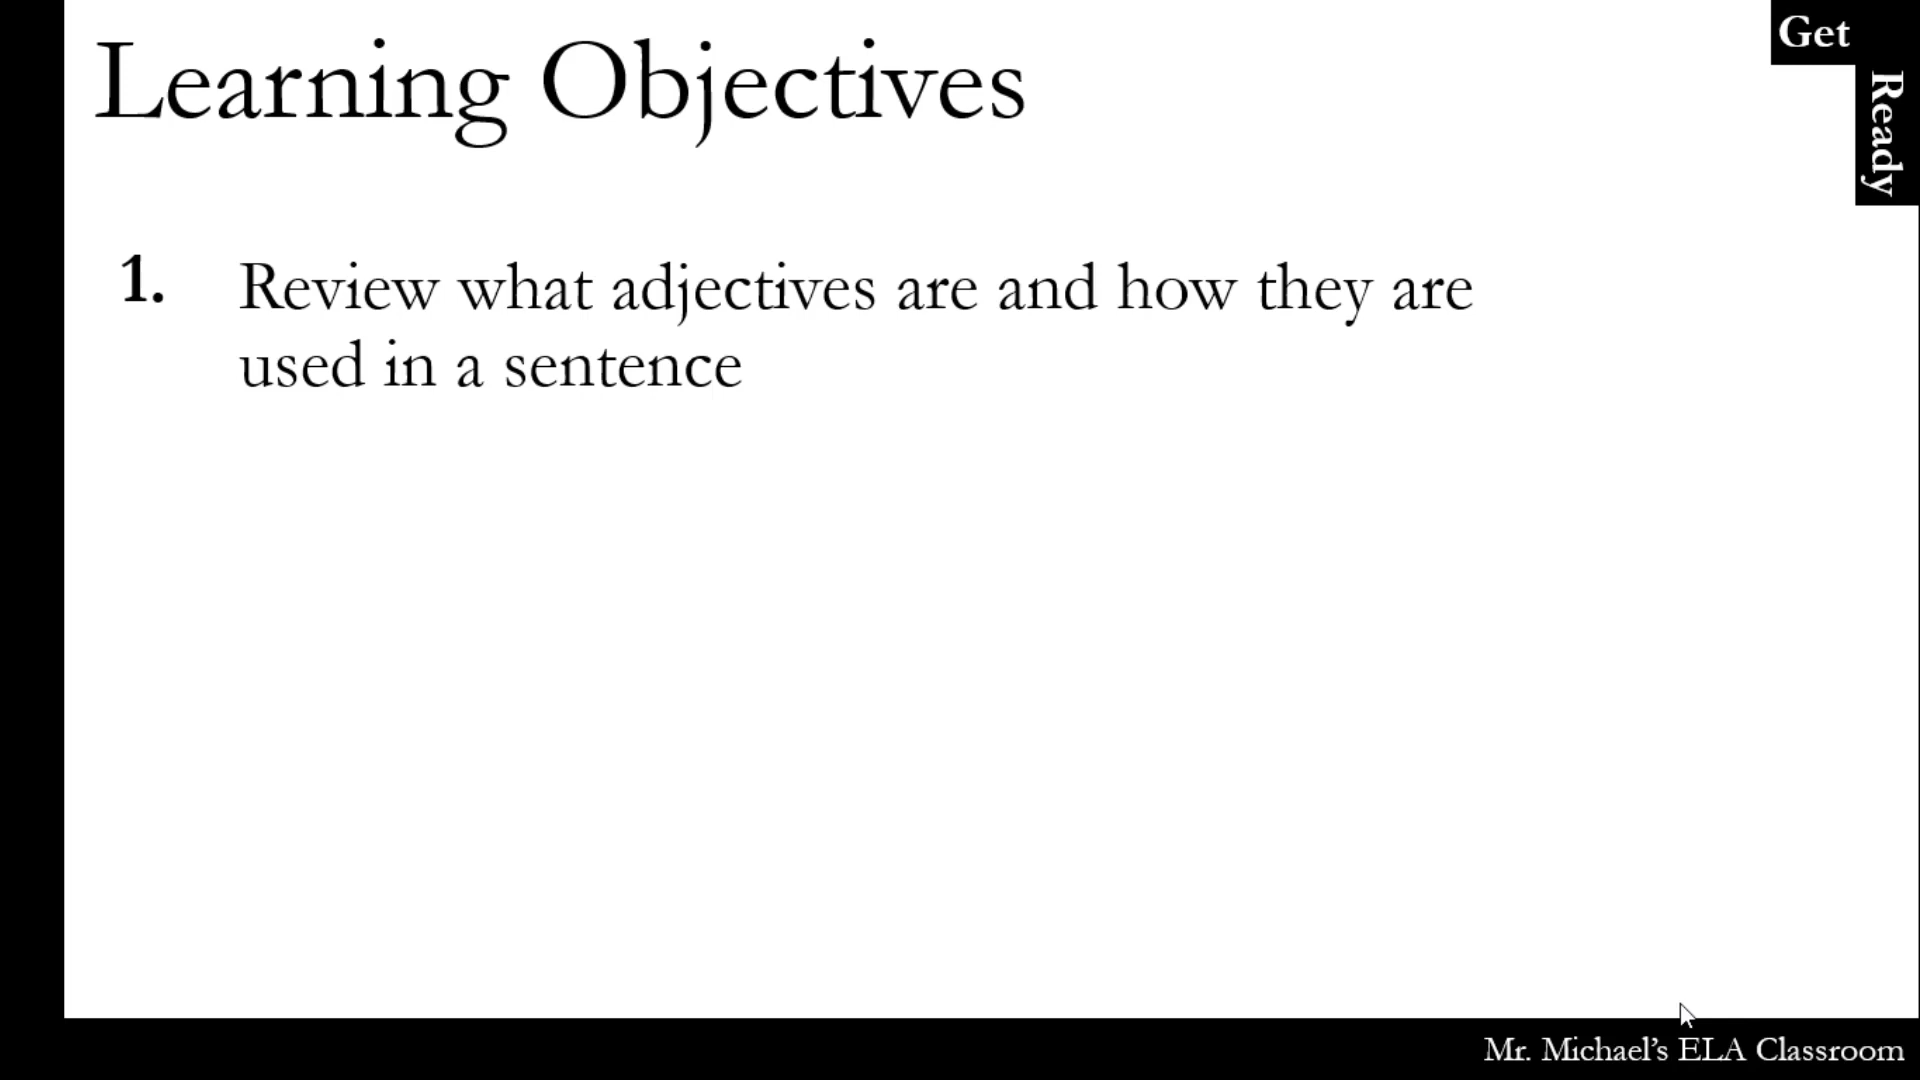 Learning Objectives
Get
Ready
1. Review what adjectives are and how they are
used in a sentence
Mr. Michael's ELA Classroom